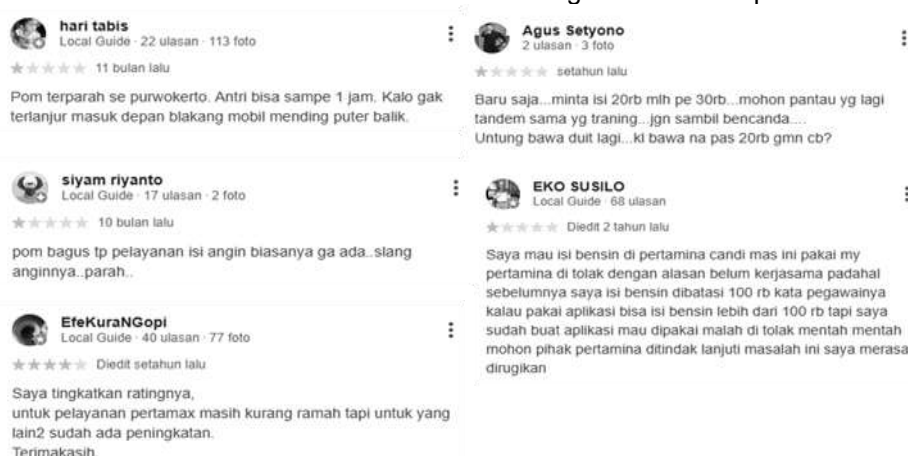 hari tabis
Local Guide · 22 ulasan · 113 foto
11 bulan lalu
Pom terparah se purwokerto. Antri bisa sampe 1 jam. Kalo gak
terlanjur masuk depan blakang mobil mending puter balik.
siyam riyanto
Local Guide · 17 ulasan · 2 foto
10 bulan lalu
pom bagus tp pelayanan isi angin biasanya ga ada..slang
anginnya..parah..
EfeKuraNGopi
Local Guide · 40 ulasan · 77 foto
Diedit setahun lalu
Saya tingkatkan ratingnya,
untuk pelayanan pertamax masih kurang ramah tapi untuk yang
lain2 sudah ada peningkatan.
Terimakasih
Agus Setyono
2 ulasan · 3 foto
setahun lalu
Baru saja...minta isi 20rb mlh pe 30rb...mohon pantau yg lagi
tandem sama yg traning...jgn sambil bencanda....
Untung bawa duit lagi...kl bawa na pas 20rb gmn cb?
EKO SUSILO
Local Guide · 68 ulasan
Diedit 2 tahun lalu
Saya mau isi bensin di pertamina candi mas ini pakai my
pertamina di tolak dengan alasan belum kerjasama padahal
sebelumnya saya isi bensin dibatasi 100 rb kata pegawainya
kalau pakai aplikasi bisa isi bensin lebih dari 100 rb tapi saya
sudah buat aplikasi mau dipakai malah di tolak mentah mentah
mohon pihak pertamina ditindak lanjuti masalah ini saya merasa
dirugikan